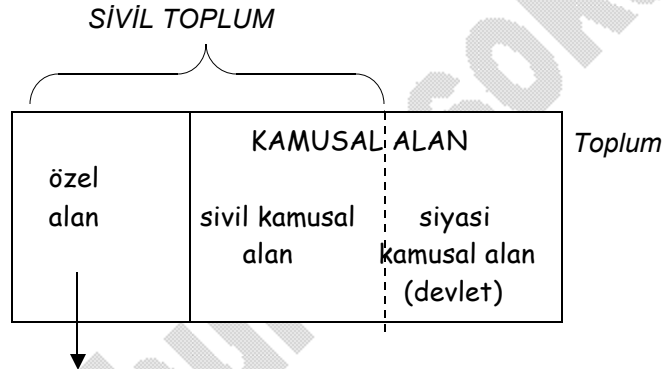 SİVİL TOPLUM
KAMUSAL ALAN
Toplum
özel
alan
sivil kamusal
alan
siyasi
kamusal alan
(devlet)